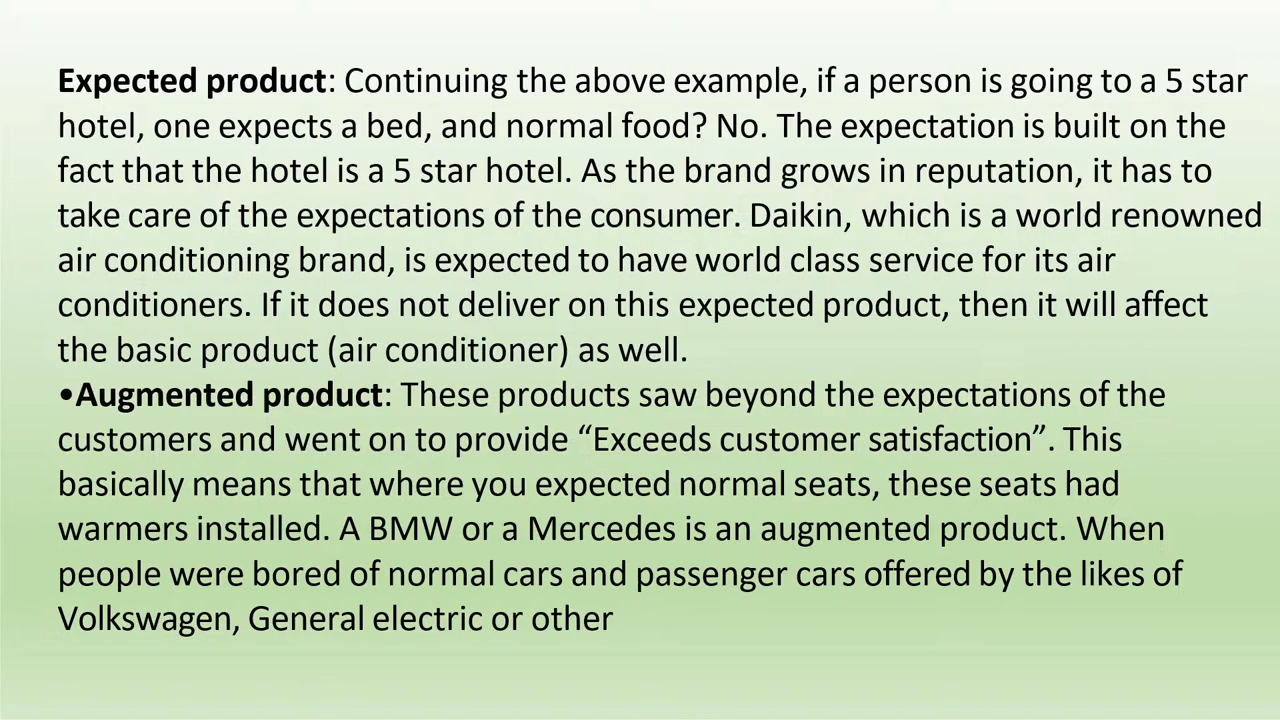 Expected product: Continuing the above example, if a person is going to a 5 star
hotel, one expects a bed, and normal food? No. The expectation is built on the
fact that the hotel is a 5 star hotel. As the brand grows in reputation, it has to
take care of the expectations of the consumer. Daikin, which is a world renowned
air conditioning brand, is expected to have world class service for its air
conditioners. If it does not deliver on this expected product, then it will affect
the basic product (air conditioner) as well.
•Augmented product: These products saw beyond the expectations of the
customers and went on to provide “Exceeds customer satisfaction”. This
basically means that where you expected normal seats, these seats had
warmers installed. A BMW or a Mercedes is an augmented product. When
people were bored of normal cars and passenger cars offered by the likes of
Volkswagen, General electric or other